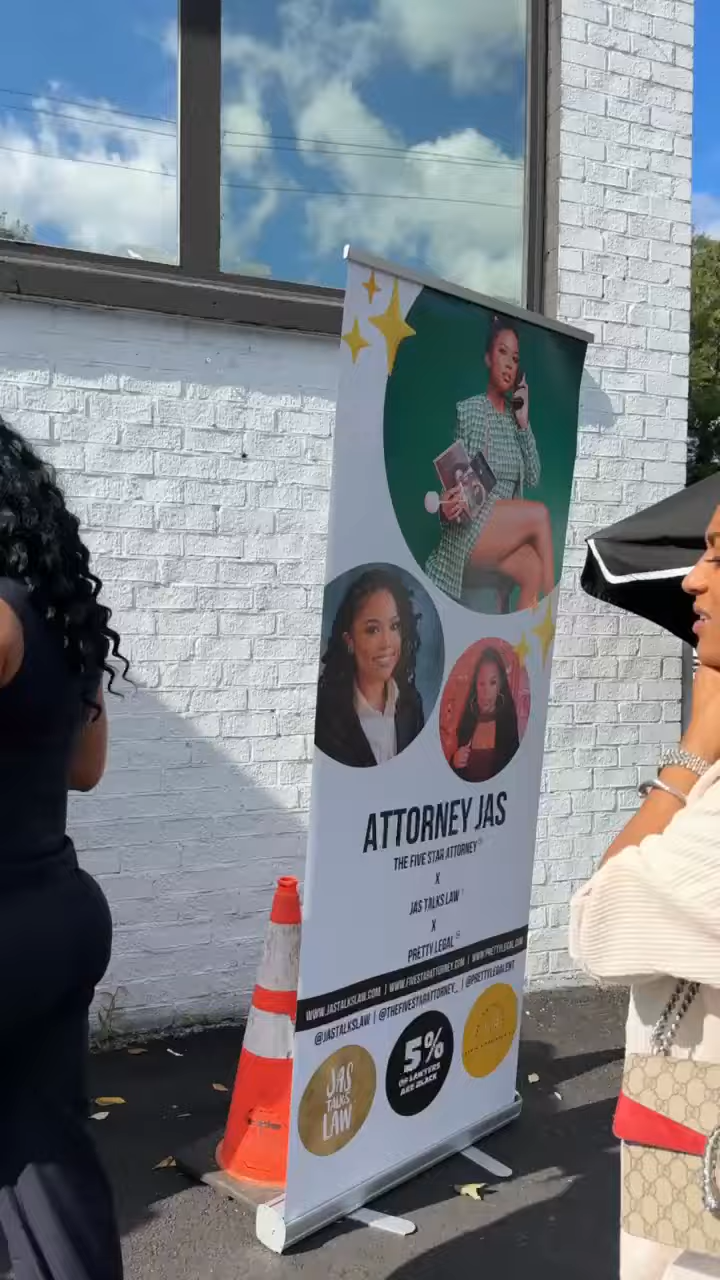 ATTORNEY JAS
THE FIVE STAR ATTORNEY®
X
JAS TALKS LAW
X
PRETTY LEGAL®
WWW.JASTALKSLAW.COM | WWW.FIVESTARATTORNEY.COM | WWW.PRETTYLEGAL.COM
@JASTALKSLAW | @THEFIVESTARATTORNEY_ | @PRETTYLEGALENT
JAS
TALKS
LAW
5%
OF LAWYERS
ARE BLACK